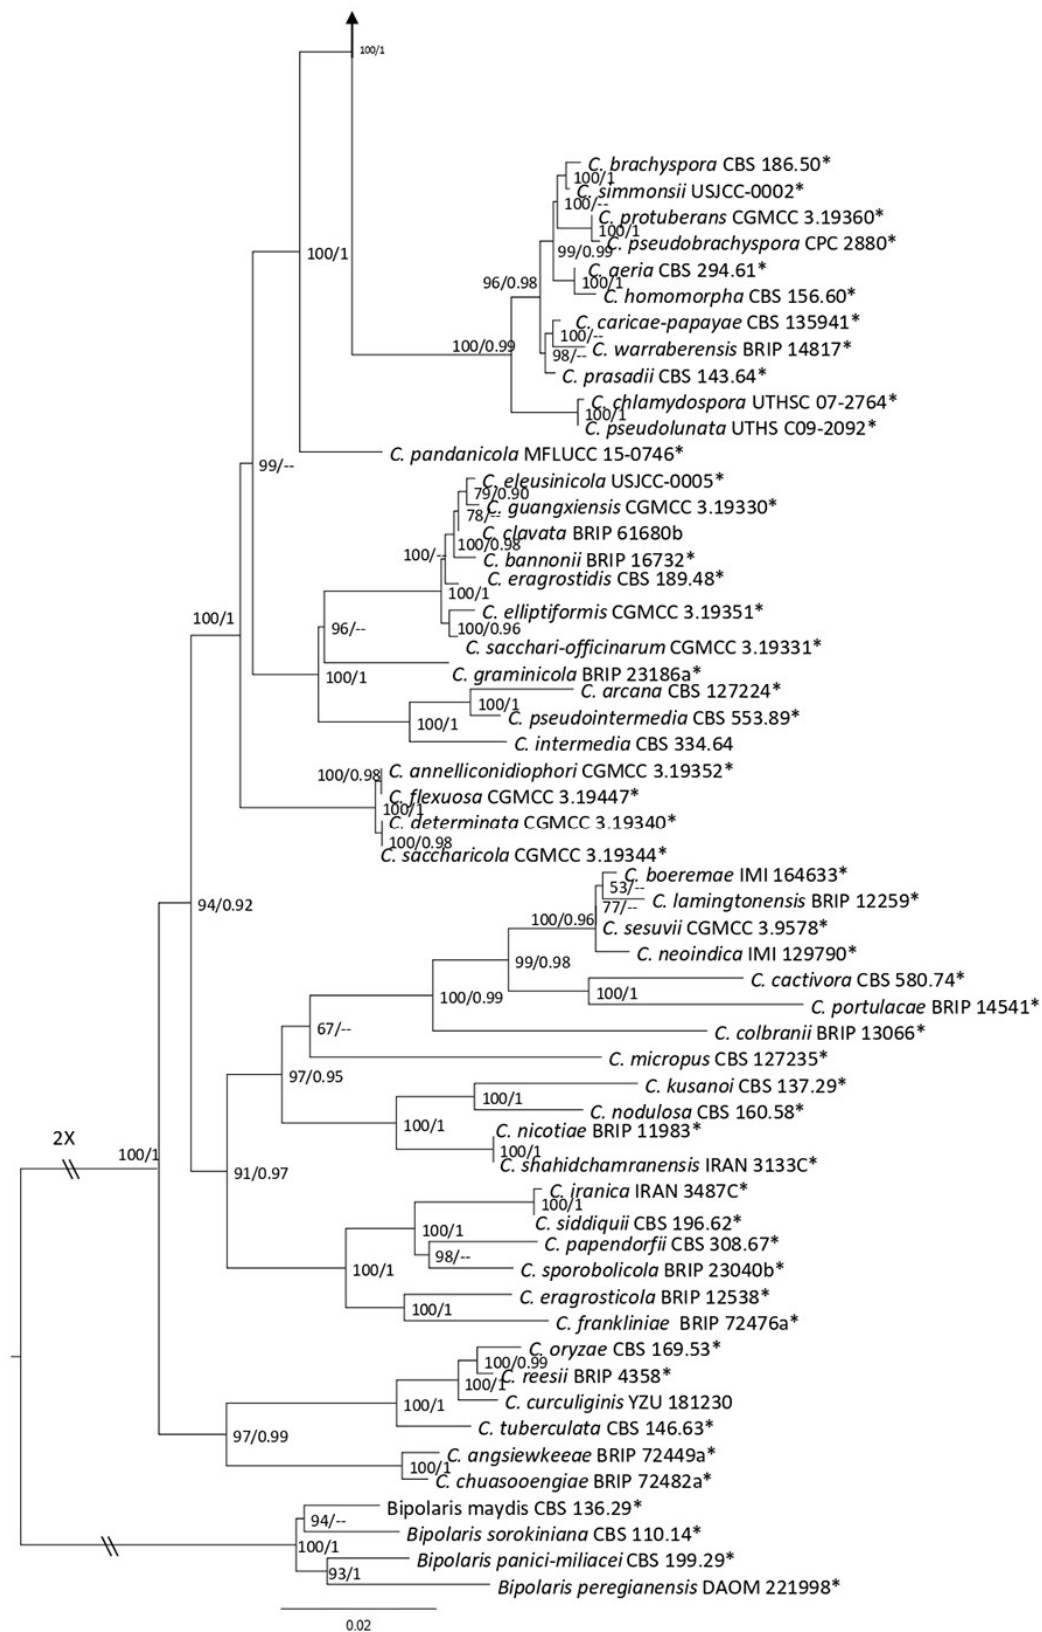 100/1
C. brachyspora CBS 186.50*
100/1
C. simmonsii USJCC-0002*
100/--
C. protuberans CGMCC 3.19360*
100/1
C. pseudobrachyspora CPC 2880*
99/0.99
100/1
C. aeria CBS 294.61*
100/1
96/0.98
C. homomorpha CBS 156.60*
C. caricae-papayae CBS 135941*
100/--
100/0.99
C. warraberensis BRIP 14817*
98/--
C. prasadii CBS 143.64*
C. chlamydospora UTHSC 07-2764*
100/1
C. pseudolunata UTHS C09-2092*
C. pandanicola MFLUCC 15-0746*
99/--
C. eleusinicola USJCC-0005*
79/0.90
C. guangxiensis CGMCC 3.19330*
78/--
C. clavata BRIP 61680b
100/0.98
100/--
C. bannonii BRIP 16732*
C. eragrostidis CBS 189.48*
100/1
C. elliptiformis CGMCC 3.19351*
100/1
96/--
100/0.96
C. sacchari-officinarum CGMCC 3.19331*
C. graminicola BRIP 23186a*
100/1
C. arcana CBS 127224*
100/1
C. pseudointermedia CBS 553.89*
100/1
C. intermedia CBS 334.64
100/0.98
C. annelliconidiophori CGMCC 3.19352*
C. flexuosa CGMCC 3.19447*
100/1
C. determinata CGMCC 3.19340*
100/0.98
C. saccharicola CGMCC 3.19344*
C. boeremae IMI 164633*
53/--
C. lamingtonensis BRIP 12259*
94/0.92
77/--
100/0.96
C. sesuvii CGMCC 3.9578*
C. neoindica IMI 129790*
99/0.98
C. cactivora CBS 580.74*
100/0.99
100/1
C. portulacae BRIP 14541*
67/--
C. colbranii BRIP 13066*
C. micropus CBS 127235*
97/0.95
C. kusanoi CBS 137.29*
100/1
C. nodulosa CBS 160.58*
100/1
C. nicotiae BRIP 11983*
2X
100/1
100/1
C. shahidchamranensis IRAN 3133C*
91/0.97
C. iranica IRAN 3487C*
100/1
C. siddiquii CBS 196.62*
100/1
C. papendorfii CBS 308.67*
98/--
100/1
C. sporobolicola BRIP 23040b*
C. eragrosticola BRIP 12538*
100/1
C. frankliniae BRIP 72476a*
C. oryzae CBS 169.53*
100/0.99
C. reesii BRIP 4358*
100/1
100/1
C. curculiginis YZU 181230
C. tuberculata CBS 146.63*
97/0.99
C. angsiewkeeae BRIP 72449a*
100/1
C. chuasooengiae BRIP 72482a*
Bipolaris maydis CBS 136.29*
94/--
Bipolaris sorokiniana CBS 110.14*
100/1
Bipolaris panici-miliacei CBS 199.29*
93/1
Bipolaris peregianensis DAOM 221998*
0.02